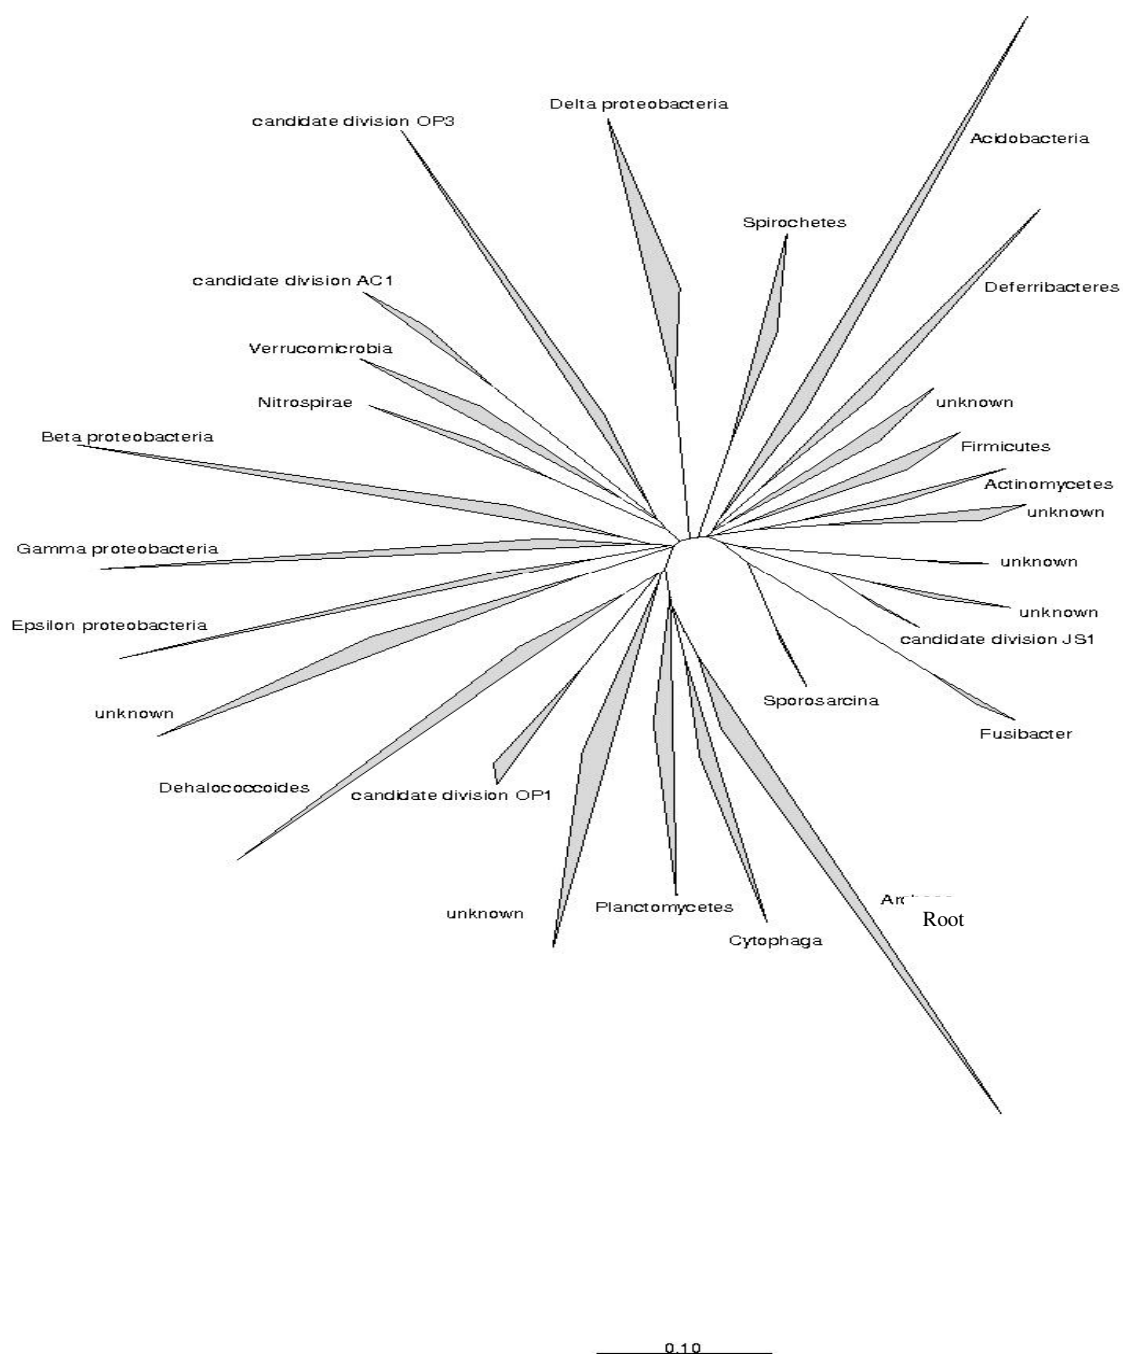 Delta proteobacteria
candidate division OP3
Acidobacteria
Spirochetes
candidate division AC1
Deferribacteres
Verrucomicrobia
Nitrospirae
unknown
Beta proteobacteria
Firmicutes
Actinomycetes
unknown
Gamma proteobacteria
unknown
Epsilon proteobacteria
unknown
candidate division JS1
Sporosarcina
unknown
Fusibacter
Dehalococcoides
candidate division OP1
Planctomycetes
unknown
Root
Cytophaga
0.10